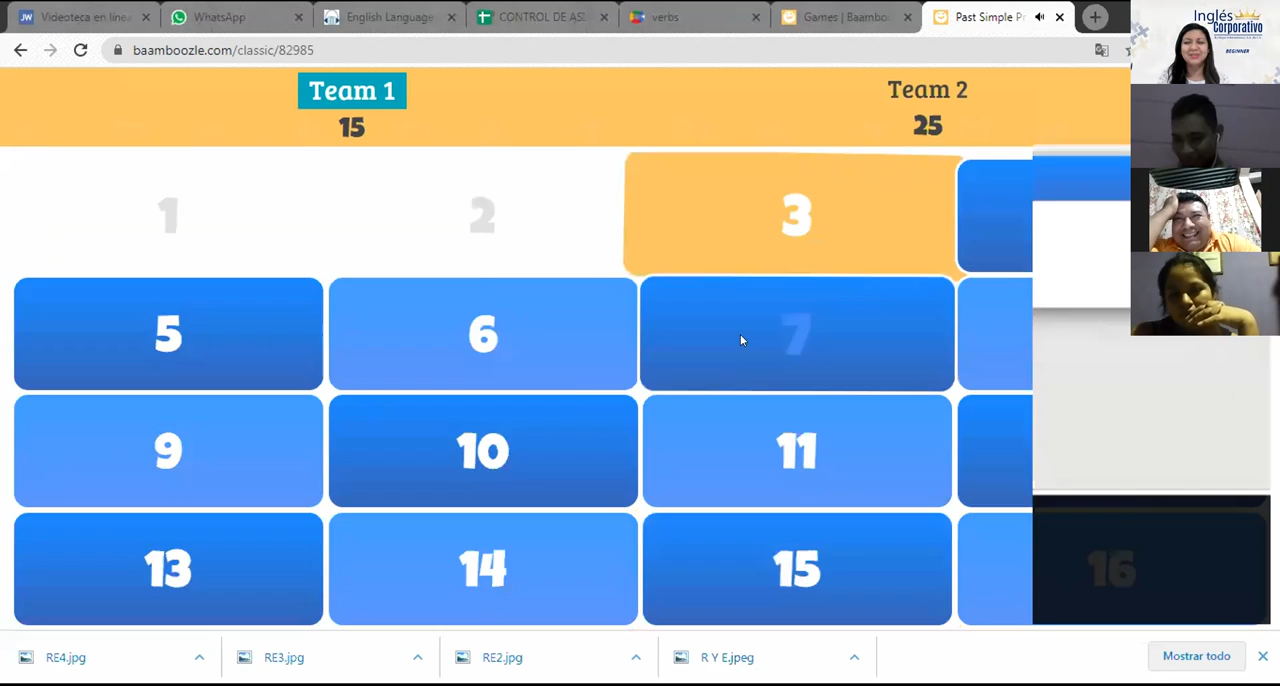 Videoteca en línea
WhatsApp
English Language
CONTROL DE ASI
verbs
Games | Baamboo
Past Simple Pr
baamboozle.com/classic/82985
Inglés
Corporativo
BEGINNER
Team 1
15
Team 2
25
1
2
3
5
6
7
9
10
11
13
14
15
16
RE4.jpg
RE3.jpg
RE2.jpg
R Y E.jpeg
Mostrar todo